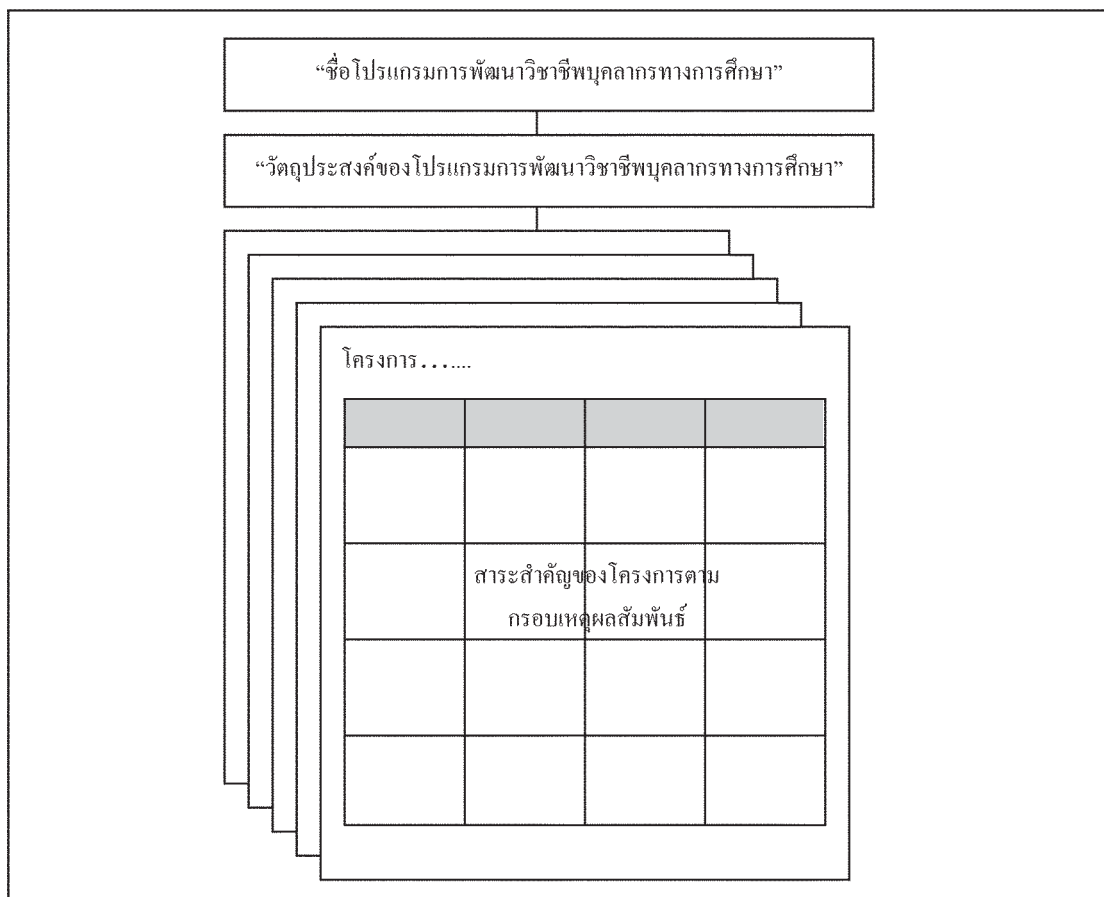 “ชื่อโปรแกรมการพัฒนาวิชาชีพบุคลากรทางการศึกษา”
“วัตถุประสงค์ของโปรแกรมการพัฒนาวิชาชีพบุคลากรทางการศึกษา”
โครงการ.......
สาระสำคัญของโครงการตาม
กรอบเหตุผลสัมพันธ์